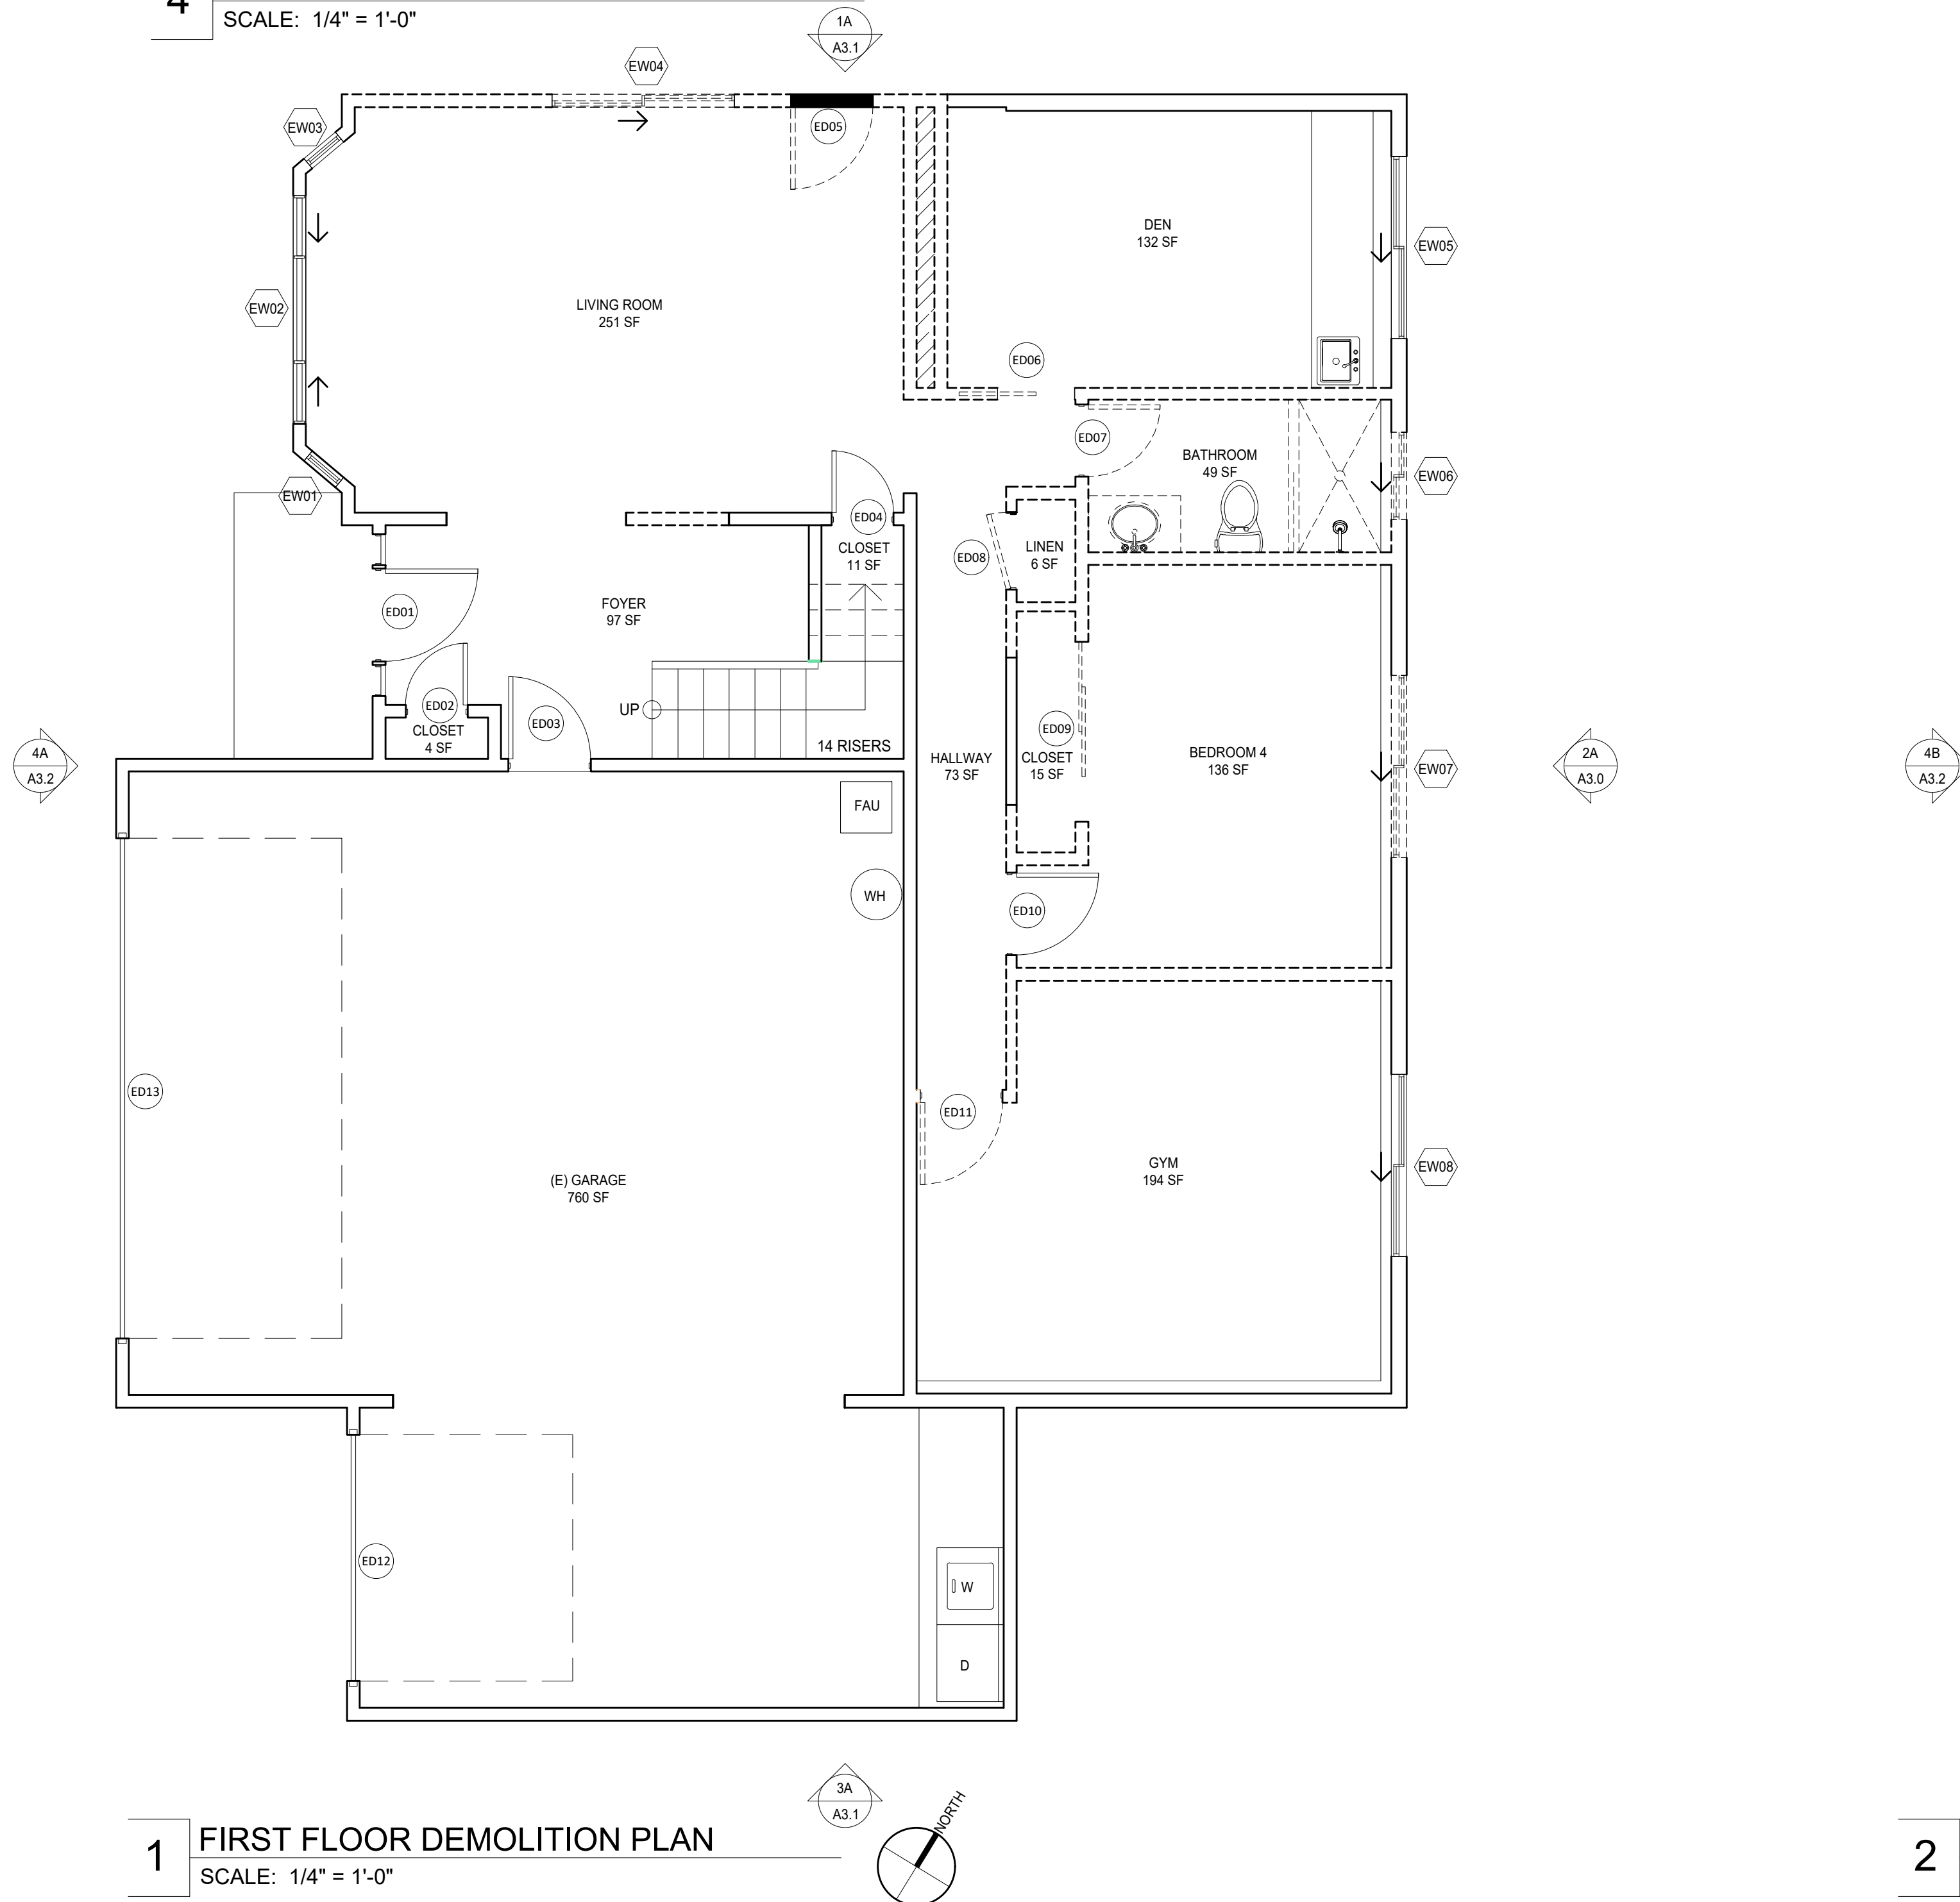 4
SCALE: 1/4" = 1'-0"
1A
A3.1
EW04
EW03
ED05
DEN
132 SF
EW05
LIVING ROOM
251 SF
EW02
ED06
ED07
BATHROOM
49 SF
EW06
EW01
ED04
CLOSET
11 SF
ED08
LINEN
6 SF
FOYER
97 SF
ED01
ED02
CLOSET
4 SF
ED03
UP
14 RISERS
ED09
HALLWAY
73 SF
CLOSET
15 SF
BEDROOM 4
136 SF
EW07
4A
A3.2
2A
A3.0
4B
A3.2
FAU
WH
ED10
ED13
ED11
(E) GARAGE
760 SF
GYM
194 SF
EW08
ED12
W
D
3A
A3.1
NORTH
1
FIRST FLOOR DEMOLITION PLAN
SCALE: 1/4" = 1'-0"
2